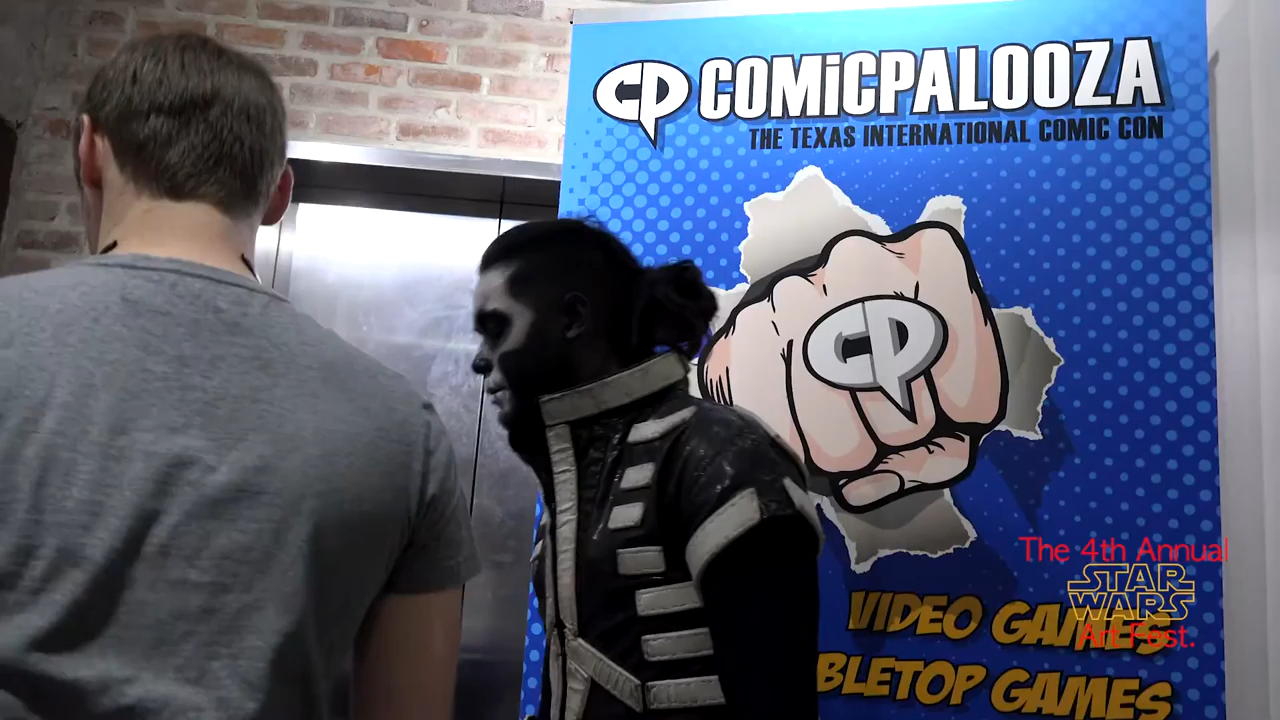 CP COMiCPALOOZA
THE TEXAS INTERNATIONAL COMIC CON
CP
The 4th Annual
STAR
WARS
Art Fest.
VIDEO GAMES
BLETOP GAMES